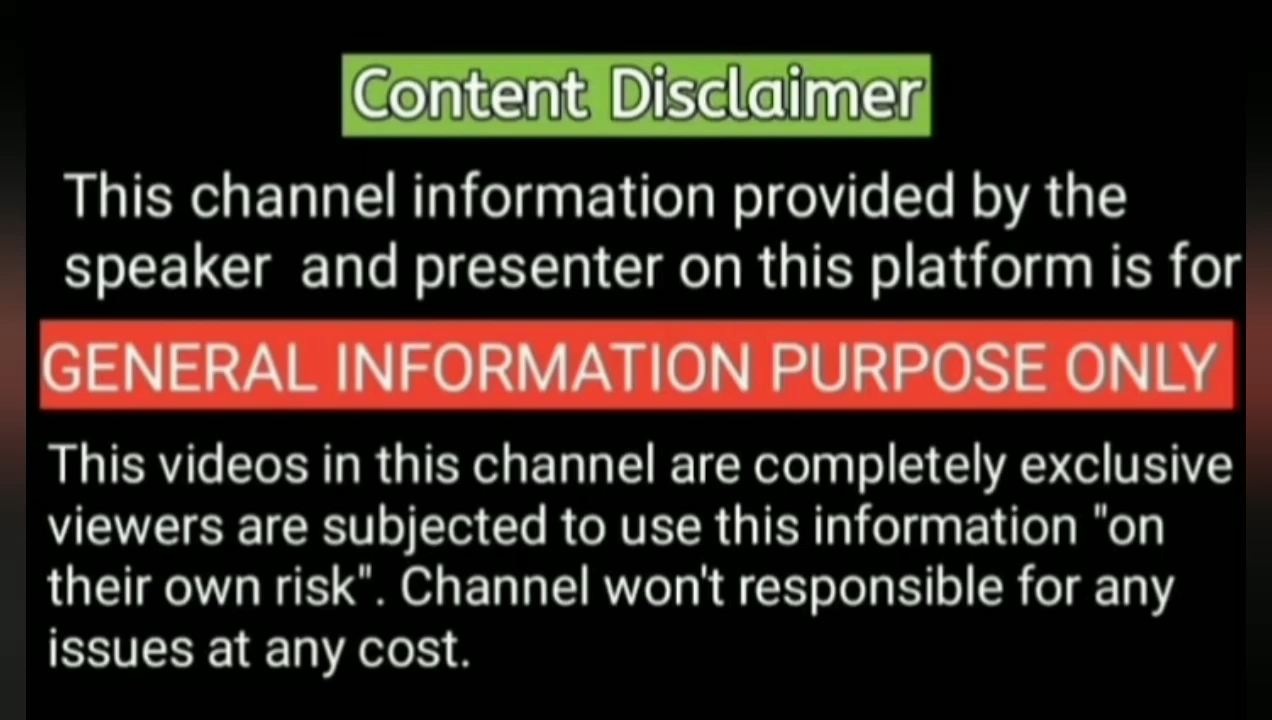 Content Disclaimer
This channel information provided by the
speaker and presenter on this platform is for
GENERAL INFORMATION PURPOSE ONLY
This videos in this channel are completely exclusive
viewers are subjected to use this information "on
their own risk". Channel won't responsible for any
issues at any cost.